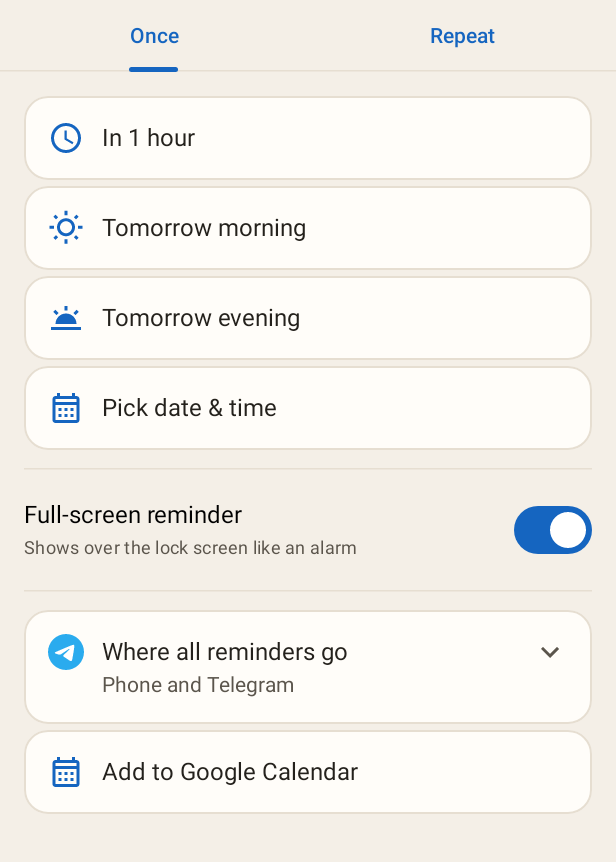 Once
Repeat
In 1 hour
Tomorrow morning
Tomorrow evening
Pick date & time
Full-screen reminder
Shows over the lock screen like an alarm
Where all reminders go
Phone and Telegram
Add to Google Calendar